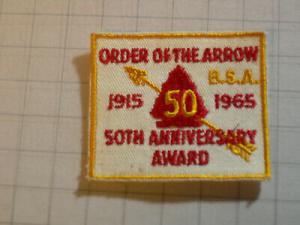 ORDER OF THE ARROW
B.S.A.
1915 50 1965
50TH ANNIVERSARY
AWARD